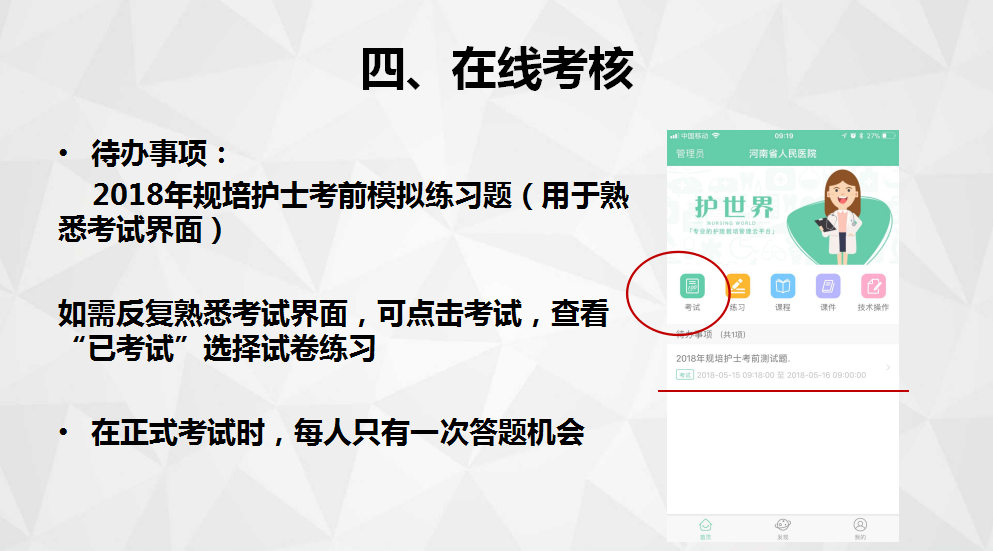 四、在线考核
• 待办事项：
2018年规培护士考前模拟练习题（用于熟
悉考试界面）
如需反复熟悉考试界面，可点击考试，查看
“已考试”选择试卷练习
• 在正式考试时，每人只有一次答题机会
中国移动 09:19 27%
管理员 河南省人民医院
护世界
NURSING WORLD
「专业的护理教培管理云平台」
考试 练习 课程 课件 技术操作
待办事项 （共1项）
2018年规培护士考前测试题.
考试 2018-05-15 09:18:00 至 2018-05-16 09:00:00
首页 发现 我的